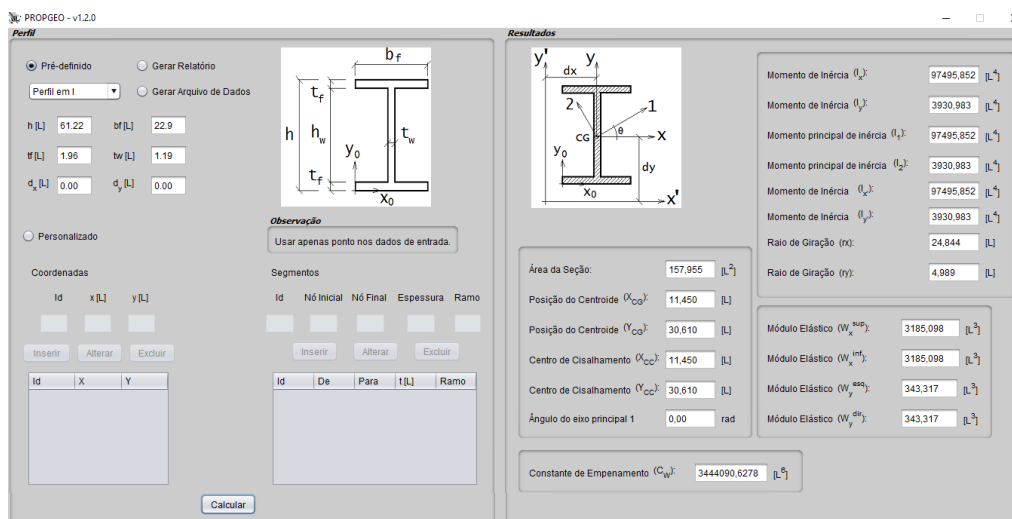 PROPGEO - v1.2.0
Perfil
Pré-definido
Gerar Relatório
Perfil em I
Gerar Arquivo de Dados
h [L] 61.22 bf [L] 22.9
tf [L] 1.96 tw [L] 1.19
dx [L] 0.00 dy [L] 0.00
bf
tf
h
hw
tw
y0
tf
x0
Personalizado
Observação
Usar apenas ponto nos dados de entrada.
Coordenadas
Id x [L] y [L]
Inserir Alterar Excluir
Id X Y
Segmentos
Id Nó Inicial Nó Final Espessura Ramo
Inserir Alterar Excluir
Id De Para t [L] Ramo
Calcular
Resultados
y' y
dx
2 1
CG θ x
y0 dy
x0 x'
Momento de Inércia (Ix): 97495,852 [L4]
Momento de Inércia (Iy): 3930,983 [L4]
Momento principal de inércia (I1): 97495,852 [L4]
Momento principal de inércia (I2): 3930,983 [L4]
Momento de Inércia (Ix'): 97495,852 [L4]
Momento de Inércia (Iy'): 3930,983 [L4]
Raio de Giração (rx): 24,844 [L]
Raio de Giração (ry): 4,989 [L]
Área da Seção: 157,955 [L2]
Posição do Centroide (XCG): 11,450 [L]
Posição do Centroide (YCG): 30,610 [L]
Centro de Cisalhamento (XCC): 11,450 [L]
Centro de Cisalhamento (YCC): 30,610 [L]
Ângulo do eixo principal 1 0,00 rad
Módulo Elástico (Wx sup): 3185,098 [L3]
Módulo Elástico (Wx inf): 3185,098 [L3]
Módulo Elástico (Wy esq): 343,317 [L3]
Módulo Elástico (Wy dir): 343,317 [L3]
Constante de Empenamento (CW): 3444090,6278 [L6]